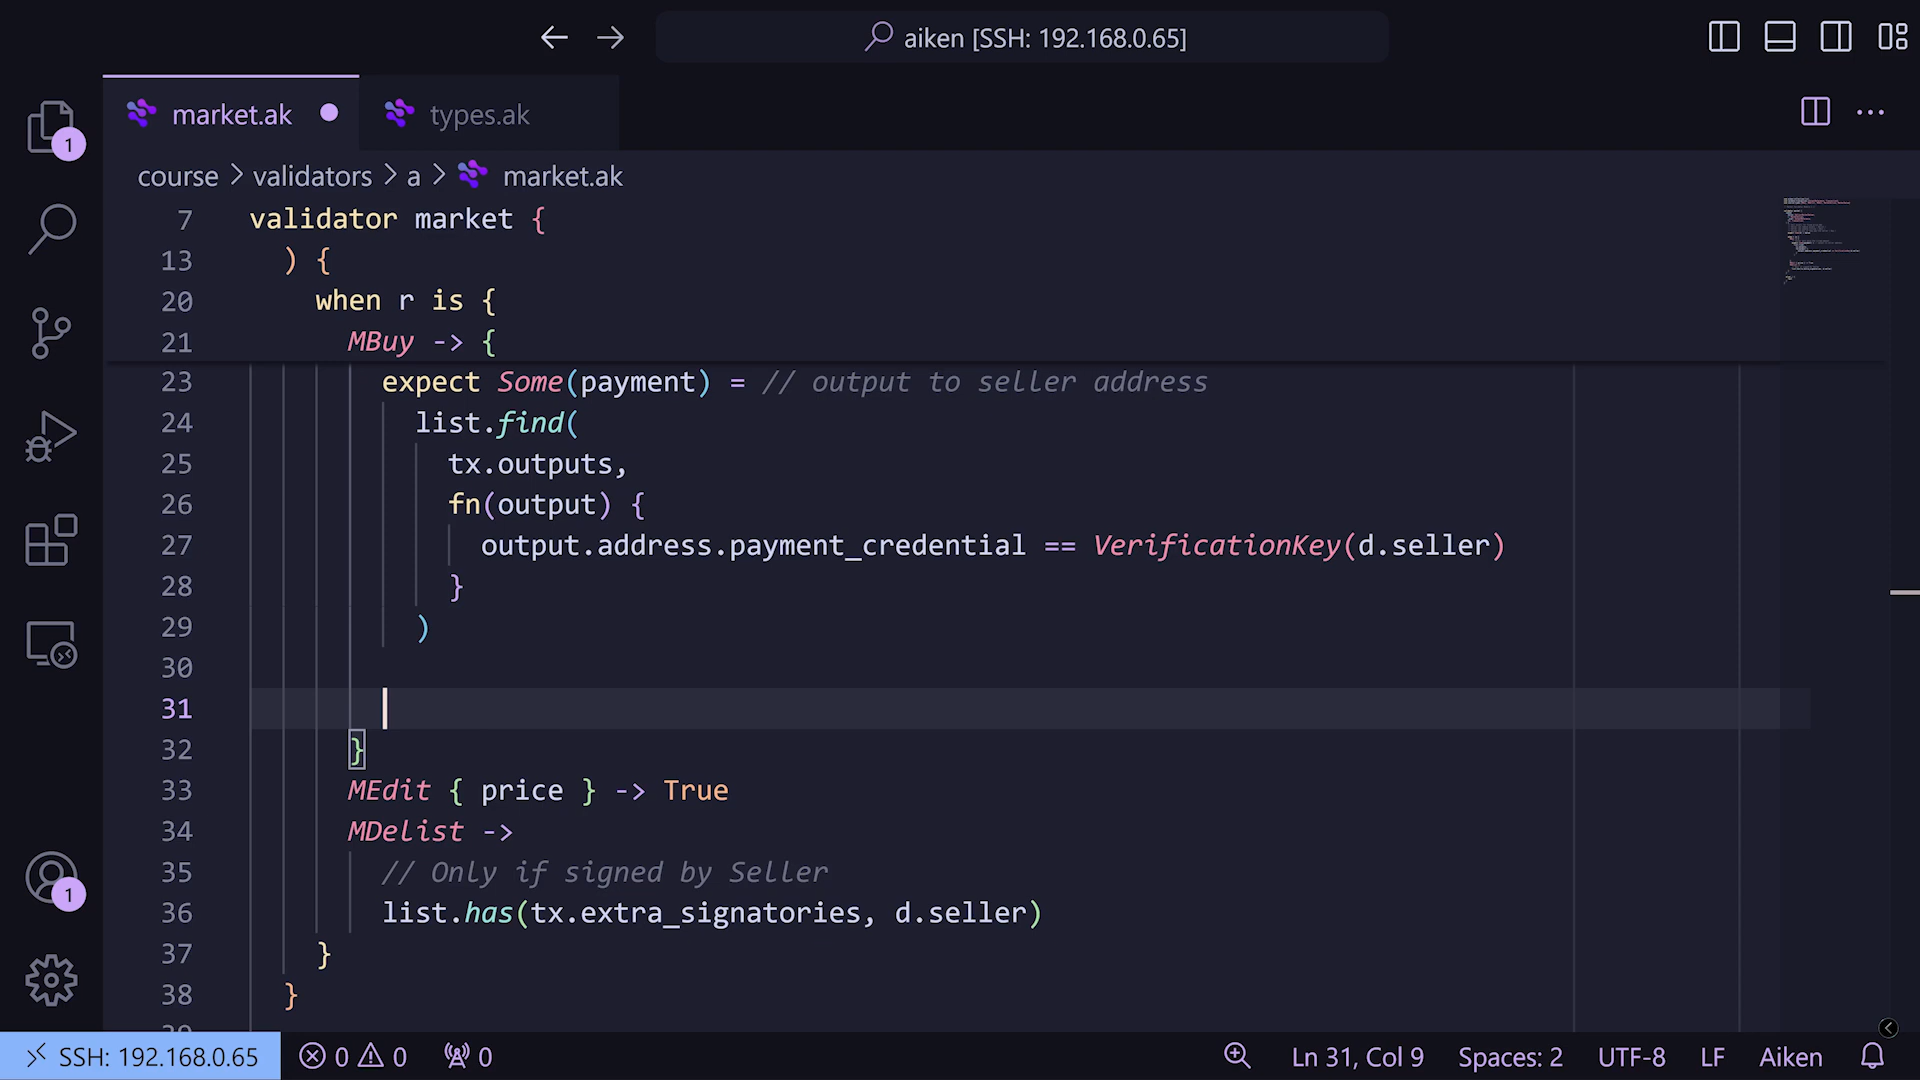 aiken [SSH: 192.168.0.65]
market.ak
types.ak
1
course > validators > a > market.ak
7 validator market {
13 ) {
20 when r is {
21 MBuy -> {
23 expect Some(payment) = // output to seller address
24 list.find(
25 tx.outputs,
26 fn(output) {
27 output.address.payment_credential == VerificationKey(d.seller)
28 }
29 )
30
31
32 }
33 MEdit { price } -> True
34 MDelist ->
35 // Only if signed by Seller
36 list.has(tx.extra_signatories, d.seller)
37 }
38 }
1
SSH: 192.168.0.65 0 0 0 Ln 31, Col 9 Spaces: 2 UTF-8 LF Aiken